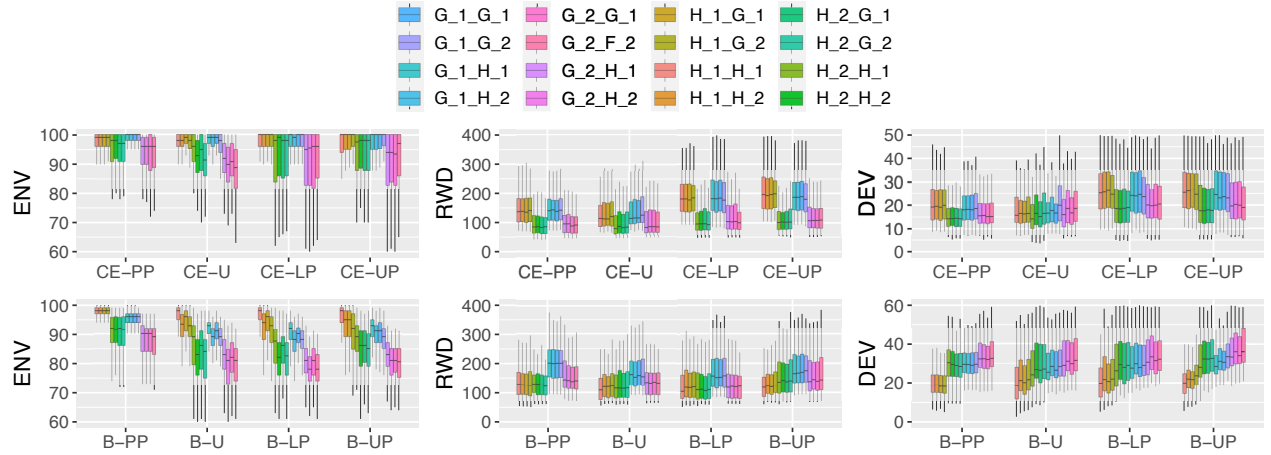 G_1_G_1 G_2_G_1 H_1_G_1 H_2_G_1
G_1_G_2 G_2_F_2 H_1_G_2 H_2_G_2
G_1_H_1 G_2_H_1 H_1_H_1 H_2_H_1
G_1_H_2 G_2_H_2 H_1_H_2 H_2_H_2
ENV
100
90
80
70
60
CE−PP CE−U CE−LP CE−UP
RWD
400
300
200
100
0
CE−PP CE−U CE−LP CE−UP
DEV
50
40
30
20
10
0
CE−PP CE−U CE−LP CE−UP
ENV
100
90
80
70
60
B−PP B−U B−LP B−UP
RWD
400
300
200
100
0
B−PP B−U B−LP B−UP
DEV
60
40
20
0
B−PP B−U B−LP B−UP